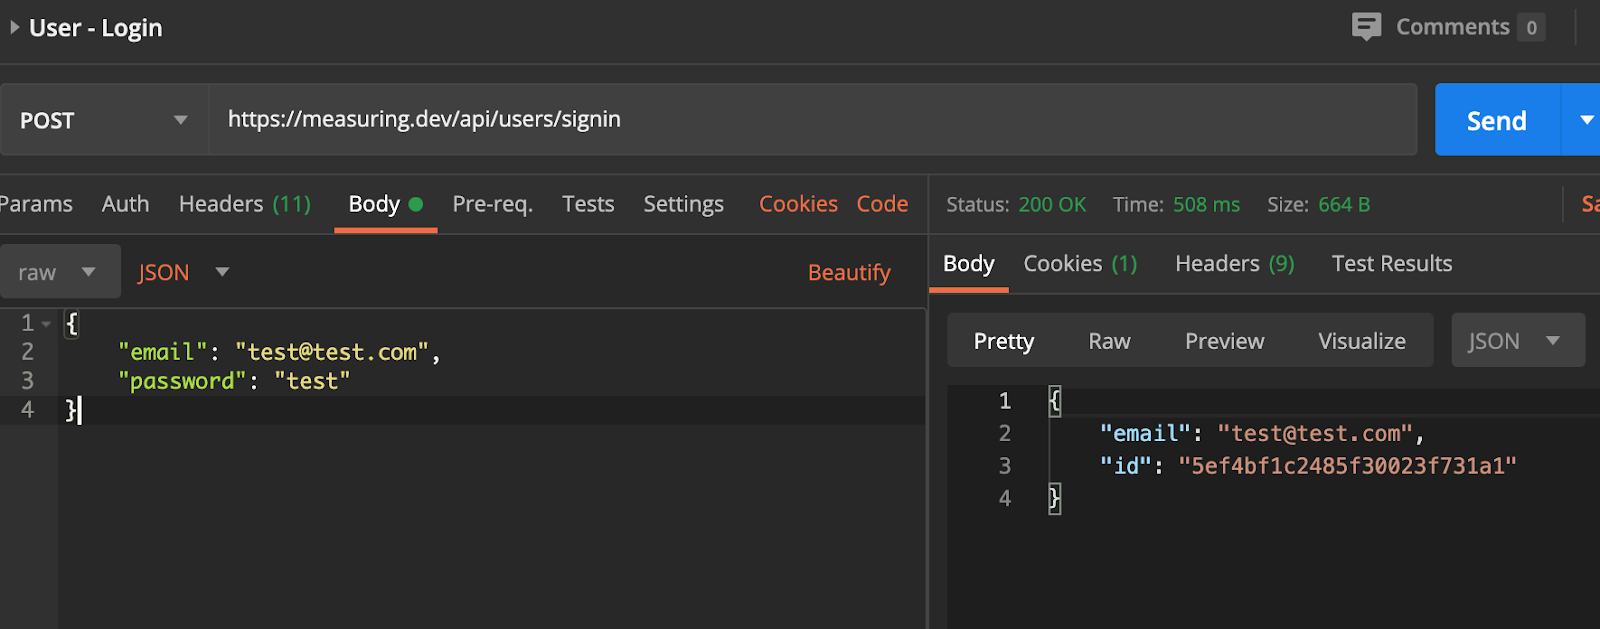 User - Login
Comments 0
POST https://measuring.dev/api/users/signin Send
Params Auth Headers (11) Body Pre-req. Tests Settings Cookies Code
Status: 200 OK Time: 508 ms Size: 664 B Sa
raw JSON Beautify
Body Cookies (1) Headers (9) Test Results
Pretty Raw Preview Visualize JSON
1 {
2 "email": "test@test.com",
3 "password": "test"
4 }
1 {
2 "email": "test@test.com",
3 "id": "5ef4bf1c2485f30023f731a1"
4 }